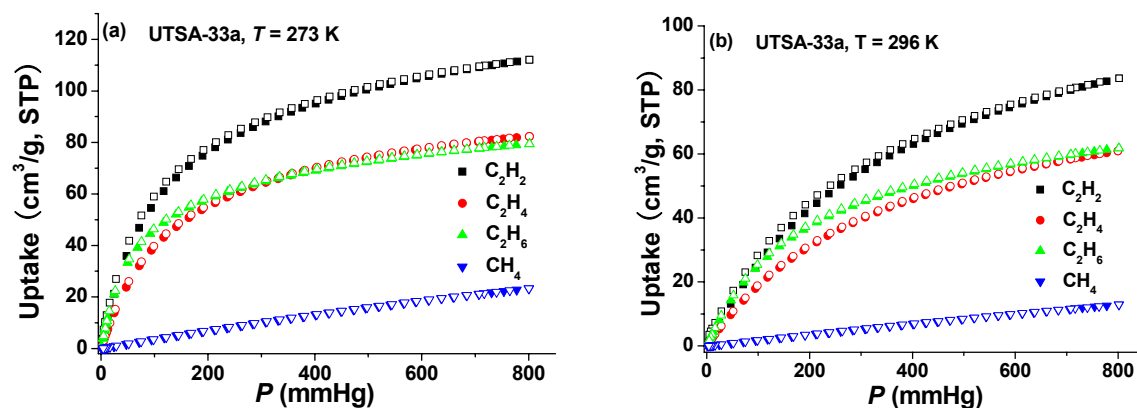 (a) UTSA-33a, T = 273 K
Uptake (cm³/g, STP)
120
100
80
60
40
20
0
C₂H₂
C₂H₄
C₂H₆
CH₄
0 200 400 600 800
P (mmHg)
(b) UTSA-33a, T = 296 K
Uptake (cm³/g, STP)
100
80
60
40
20
0
C₂H₂
C₂H₄
C₂H₆
CH₄
0 200 400 600 800
P (mmHg)